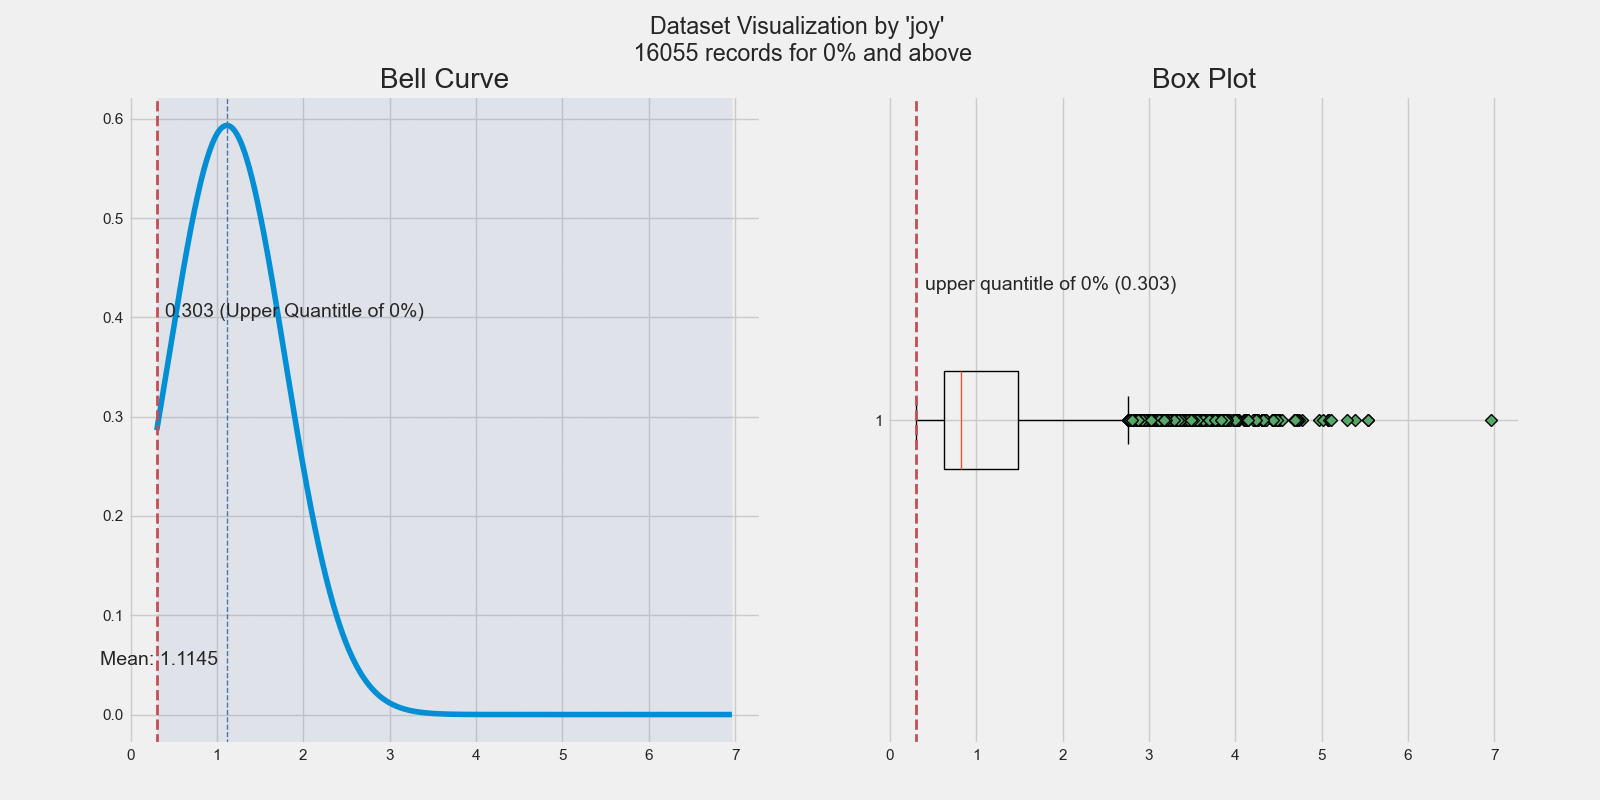 Dataset Visualization by 'joy'
16055 records for 0% and above
Bell Curve
0.6
0.5
0.4
0.3
0.2
0.1
0.0
0.303 (Upper Quantitle of 0%)
Mean: 1.1145
0 1 2 3 4 5 6 7
Box Plot
upper quantitle of 0% (0.303)
1
0 1 2 3 4 5 6 7